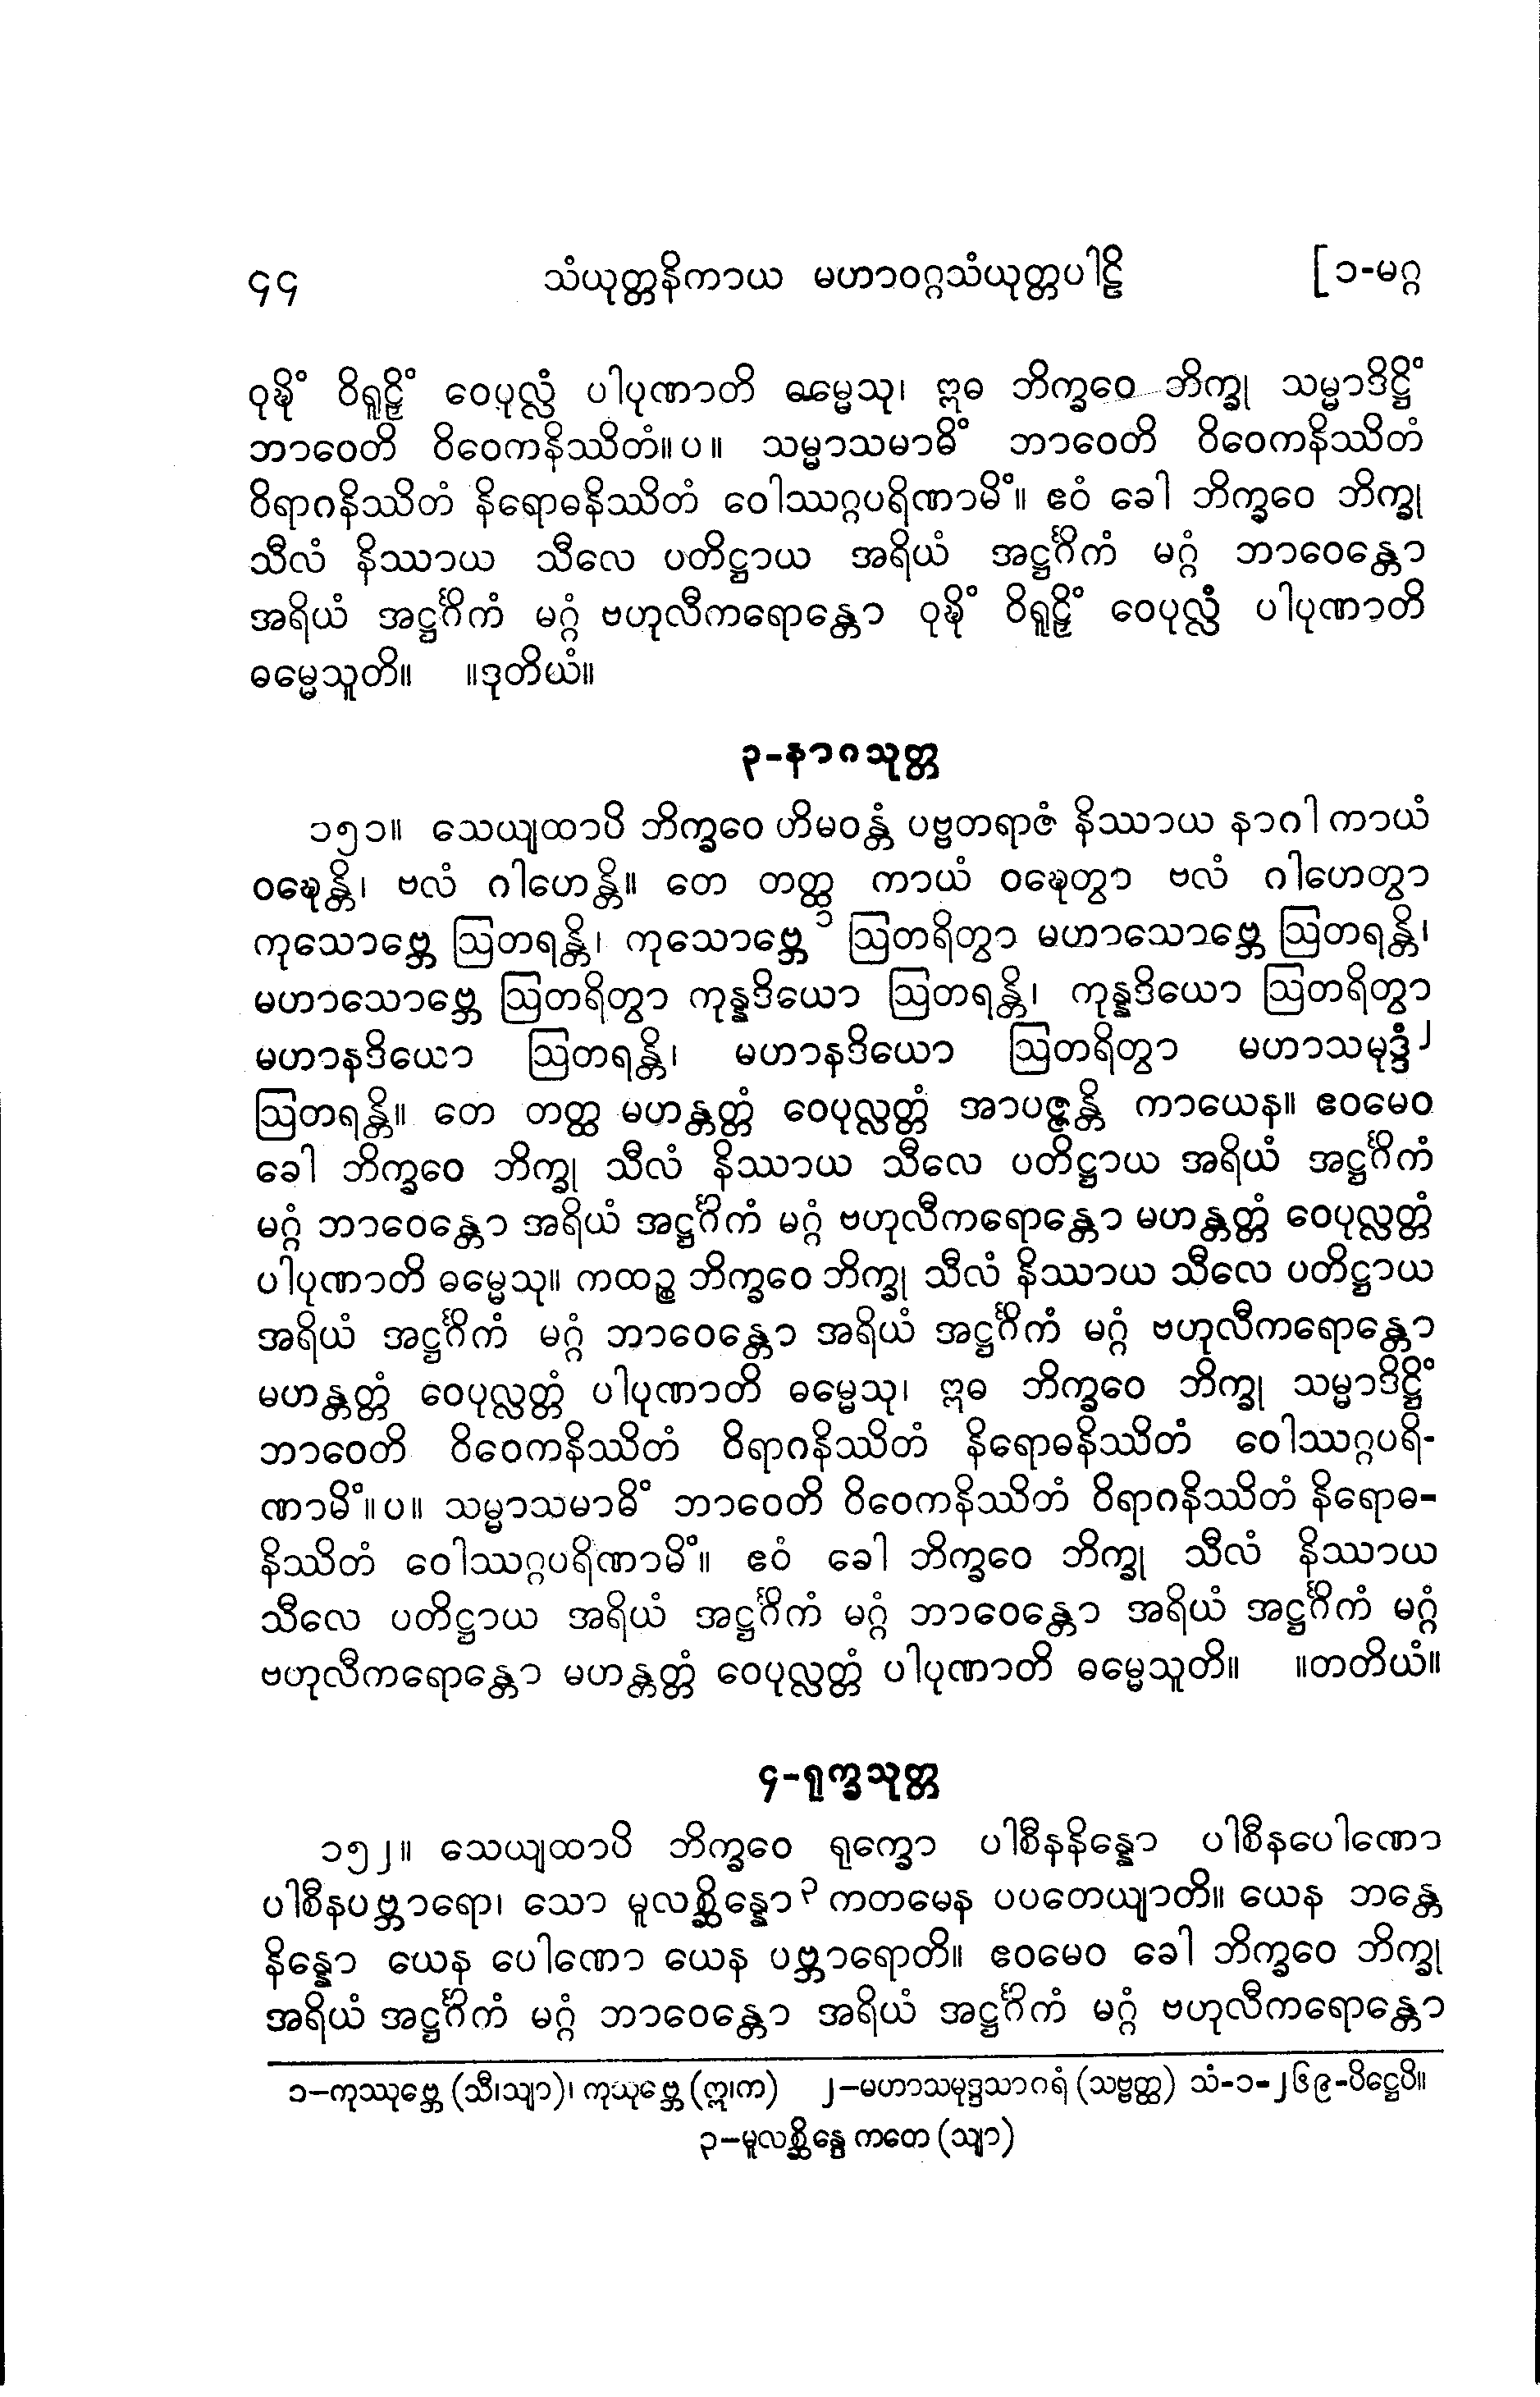 ၄၄ သံယုတ္တနိကာယ မဟာဝဂ္ဂသံယုတ္တပါဠိ [၁-မဂ္ဂ
ဝုဍ္ဎိံ ဝိရူဠှိံ ဝေပုလ္လံ ပါပုဏာတိ ဓမ္မေသု၊ ဣဓ ဘိက္ခဝေ ဘိက္ခု သမ္မာဒိဋ္ဌိံ
ဘာဝေတိ ဝိဝေကနိဿိတံ။ပ။ သမ္မာသမာဓိံ ဘာဝေတိ ဝိဝေကနိဿိတံ
ဝိရာဂနိဿိတံ နိရောဓနိဿိတံ ဝေါဿဂ္ဂပရိဏာမိံ။ ဧဝံ ခေါ ဘိက္ခဝေ ဘိက္ခု
သီလံ နိဿာယ သီလေ ပတိဋ္ဌာယ အရိယံ အဋ္ဌင်္ဂိကံ မဂ္ဂံ ဘာဝေန္တော
အရိယံ အဋ္ဌင်္ဂိကံ မဂ္ဂံ ဗဟုလီကရောန္တော ဝုဍ္ဎိံ ဝိရူဠှိံ ဝေပုလ္လံ ပါပုဏာတိ
ဓမ္မေသူတိ။ ။ဒုတိယံ။
၃-နာဂသုတ္တ
၁၅၁။ သေယျထာပိ ဘိက္ခဝေ ဟိမဝန္တံ ပဗ္ဗတရာဇံ နိဿာယ နာဂါ ကာယံ
ဝဍ္ဎေန္တိ၊ ဗလံ ဂါဟေန္တိ။ တေ တတ္ထ ကာယံ ဝဍ္ဎေတွာ ဗလံ ဂါဟေတွာ
ကုသောဗ္ဘေ ဩတရန္တိ၊ ကုသောဗ္ဘေ ၁ ဩတရိတွာ မဟာသောဗ္ဘေ ဩတရန္တိ၊
မဟာသောဗ္ဘေ ဩတရိတွာ ကုန္နဒိယော ဩတရန္တိ၊ ကုန္နဒိယော ဩတရိတွာ
မဟာနဒိယော ဩတရန္တိ၊ မဟာနဒိယော ဩတရိတွာ မဟာသမုဒ္ဒံ ၂
ဩတရန္တိ။ တေ တတ္ထ မဟန္တတ္တံ ဝေပုလ္လတ္တံ အာပဇ္ဇန္တိ ကာယေန။ ဧဝမေဝ
ခေါ ဘိက္ခဝေ ဘိက္ခု သီလံ နိဿာယ သီလေ ပတိဋ္ဌာယ အရိယံ အဋ္ဌင်္ဂိကံ
မဂ္ဂံ ဘာဝေန္တော အရိယံ အဋ္ဌင်္ဂိကံ မဂ္ဂံ ဗဟုလီကရောန္တော မဟန္တတ္တံ ဝေပုလ္လတ္တံ
ပါပုဏာတိ ဓမ္မေသု။ ကထဉ္စ ဘိက္ခဝေ ဘိက္ခု သီလံ နိဿာယ သီလေ ပတိဋ္ဌာယ
အရိယံ အဋ္ဌင်္ဂိကံ မဂ္ဂံ ဘာဝေန္တော အရိယံ အဋ္ဌင်္ဂိကံ မဂ္ဂံ ဗဟုလီကရောန္တော
မဟန္တတ္တံ ဝေပုလ္လတ္တံ ပါပုဏာတိ ဓမ္မေသု၊ ဣဓ ဘိက္ခဝေ ဘိက္ခု သမ္မာဒိဋ္ဌိံ
ဘာဝေတိ ဝိဝေကနိဿိတံ ဝိရာဂနိဿိတံ နိရောဓနိဿိတံ ဝေါဿဂ္ဂပရိ-
ဏာမိံ။ပ။ သမ္မာသမာဓိံ ဘာဝေတိ ဝိဝေကနိဿိတံ ဝိရာဂနိဿိတံ နိရောဓ-
နိဿိတံ ဝေါဿဂ္ဂပရိဏာမိံ။ ဧဝံ ခေါ ဘိက္ခဝေ ဘိက္ခု သီလံ နိဿာယ
သီလေ ပတိဋ္ဌာယ အရိယံ အဋ္ဌင်္ဂိကံ မဂ္ဂံ ဘာဝေန္တော အရိယံ အဋ္ဌင်္ဂိကံ မဂ္ဂံ
ဗဟုလီကရောန္တော မဟန္တတ္တံ ဝေပုလ္လတ္တံ ပါပုဏာတိ ဓမ္မေသူတိ။ ။တတိယံ။
၄-ရုက္ခသုတ္တ
၁၅၂။ သေယျထာပိ ဘိက္ခဝေ ရုက္ခော ပါစီနနိန္နော ပါစီနပေါဏော
ပါစီနပဗ္ဘာရော၊ သော မူလစ္ဆိန္နော ၃ ကတမေန ပပတေယျာတိ။ ယေန ဘန္တေ
နိန္နော ယေန ပေါဏော ယေန ပဗ္ဘာရောတိ။ ဧဝမေဝ ခေါ ဘိက္ခဝေ ဘိက္ခု
အရိယံ အဋ္ဌင်္ဂိကံ မဂ္ဂံ ဘာဝေန္တော အရိယံ အဋ္ဌင်္ဂိကံ မဂ္ဂံ ဗဟုလီကရောန္တော
၁–ကုဿုဗ္ဘေ (သီ၊သျာ)၊ ကုသုဗ္ဘေ (ဣ၊က) ၂–မဟာသမုဒ္ဒသာဂရံ (သဗ္ဗတ္ထ) သံ-၁-၂၆၉-ပိဋ္ဌေပိ။
၃–မူလစ္ဆိန္ဒေ ကတေ (သျာ)